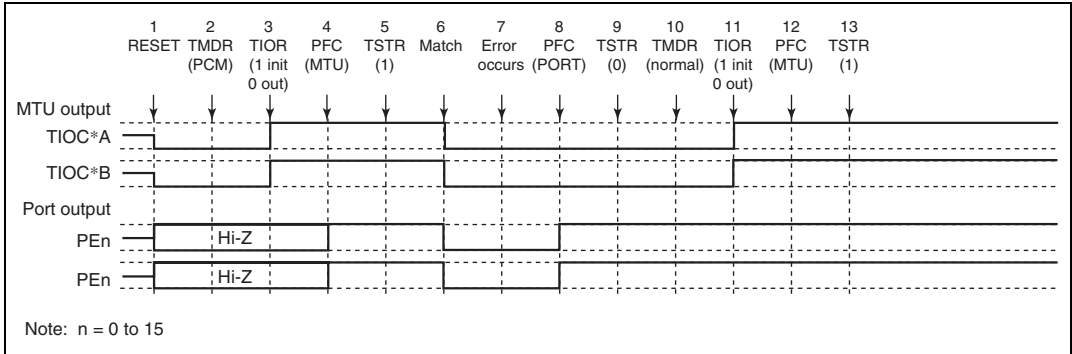 1 2 3 4 5 6 7 8 9 10 11 12 13
RESET TMDR TIOR PFC TSTR Match Error PFC TSTR TMDR TIOR PFC TSTR
(PCM) (1 init (MTU) (1) occurs (PORT) (0) (normal) (1 init (MTU) (1)
0 out) 0 out)
MTU output
TIOC*A
TIOC*B
Port output
PEn Hi-Z
PEn Hi-Z
Note: n = 0 to 15